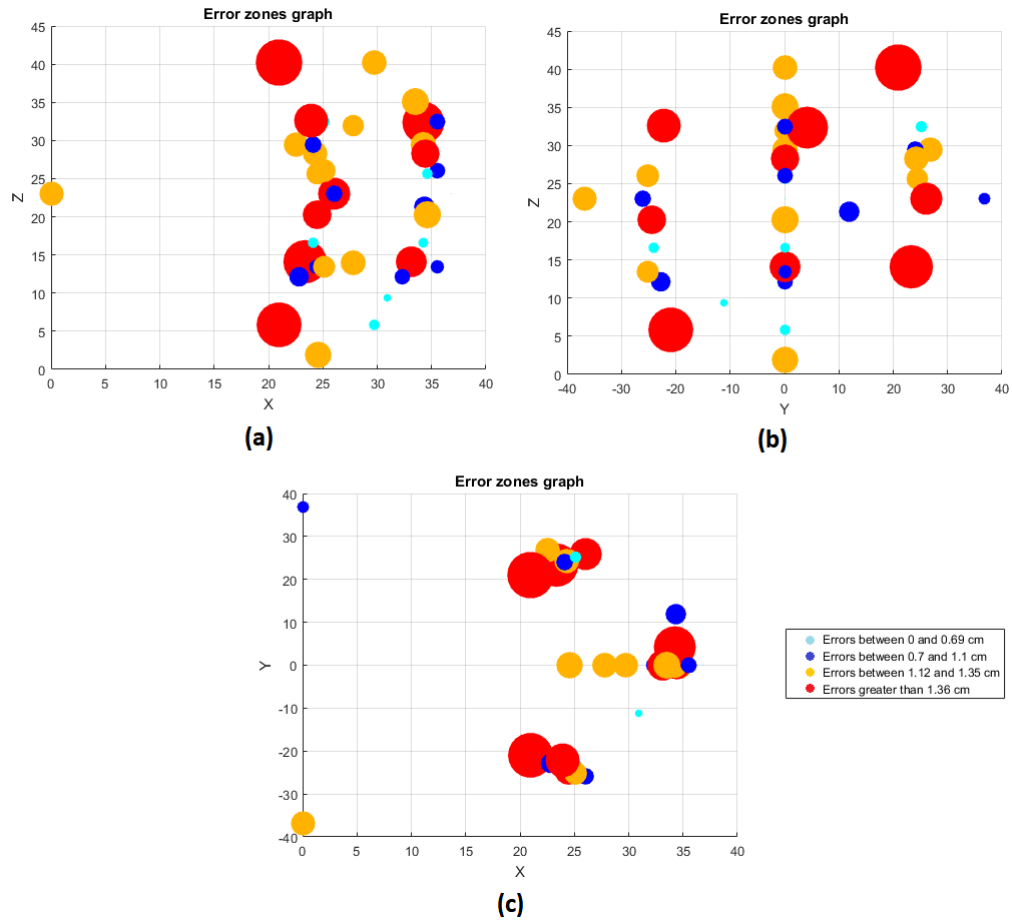 Error zones graph
45
40
35
30
25
20
15
10
5
0
Z
0 5 10 15 20 25 30 35 40
X
(a)
Error zones graph
45
40
35
30
25
20
15
10
5
0
Z
-40 -30 -20 -10 0 10 20 30 40
Y
(b)
Error zones graph
40
30
20
10
0
-10
-20
-30
-40
Y
0 5 10 15 20 25 30 35 40
X
(c)
Errors between 0 and 0.69 cm
Errors between 0.7 and 1.1 cm
Errors between 1.12 and 1.35 cm
Errors greater than 1.36 cm